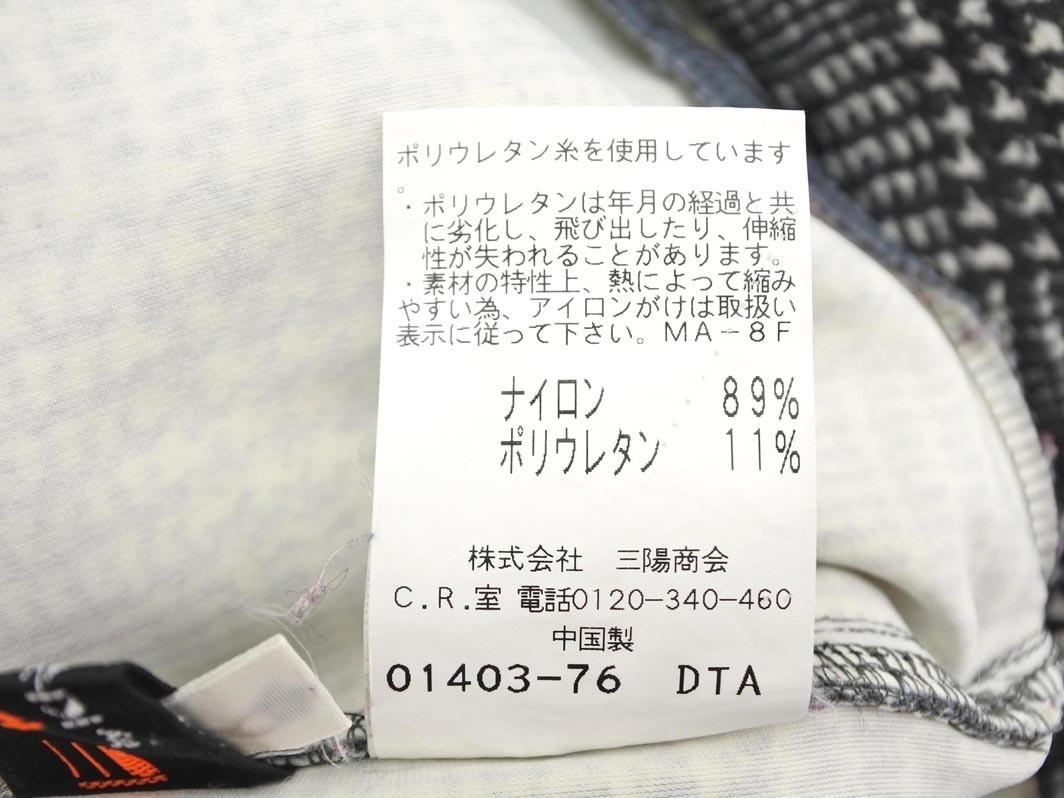 ポリウレタン糸を使用しています
。
・ポリウレタンは年月の経過と共
に劣化し、飛び出したり、伸縮
性が失われることがあります。
・素材の特性上、熱によって縮み
やすい為、アイロンがけは取扱い
表示に従って下さい。MA－8F
ナイロン 89%
ポリウレタン 11%
株式会社 三陽商会
C.R.室 電話0120-340-460
中国製
01403-76 DTA